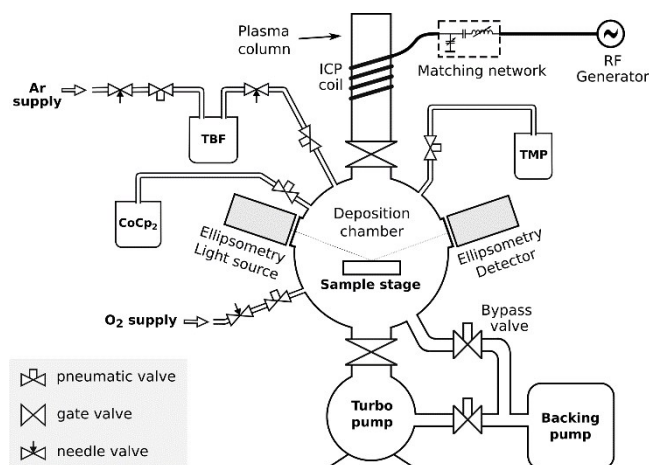 Plasma
column
ICP
coil
Matching network
RF
Generator
Ar
supply
TBF
TMP
CoCp₂
Deposition
chamber
Ellipsometry
Light source
Ellipsometry
Detector
Sample stage
O₂ supply
Bypass
valve
pneumatic valve
gate valve
needle valve
Turbo
pump
Backing
pump